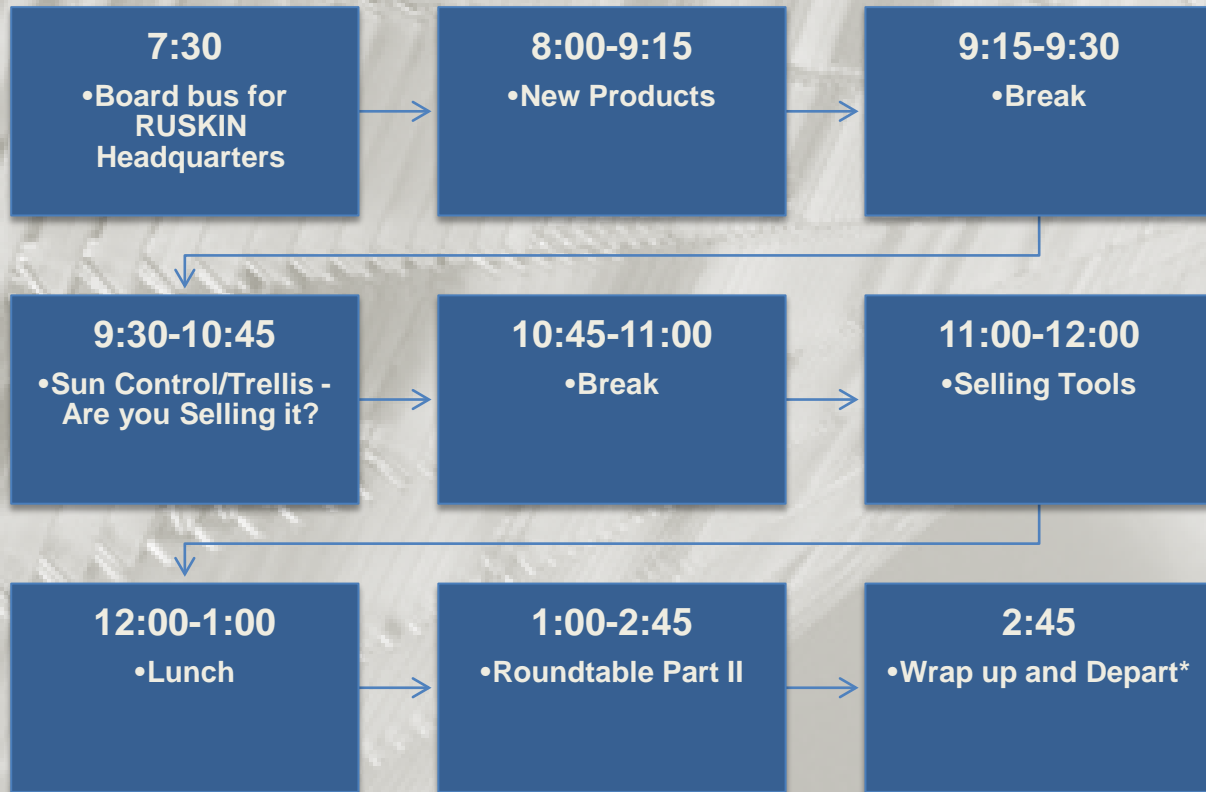 7:30
•Board bus for
RUSKIN
Headquarters
8:00-9:15
•New Products
9:15-9:30
•Break
9:30-10:45
•Sun Control/Trellis -
Are you Selling it?
10:45-11:00
•Break
11:00-12:00
•Selling Tools
12:00-1:00
•Lunch
1:00-2:45
•Roundtable Part II
2:45
•Wrap up and Depart*